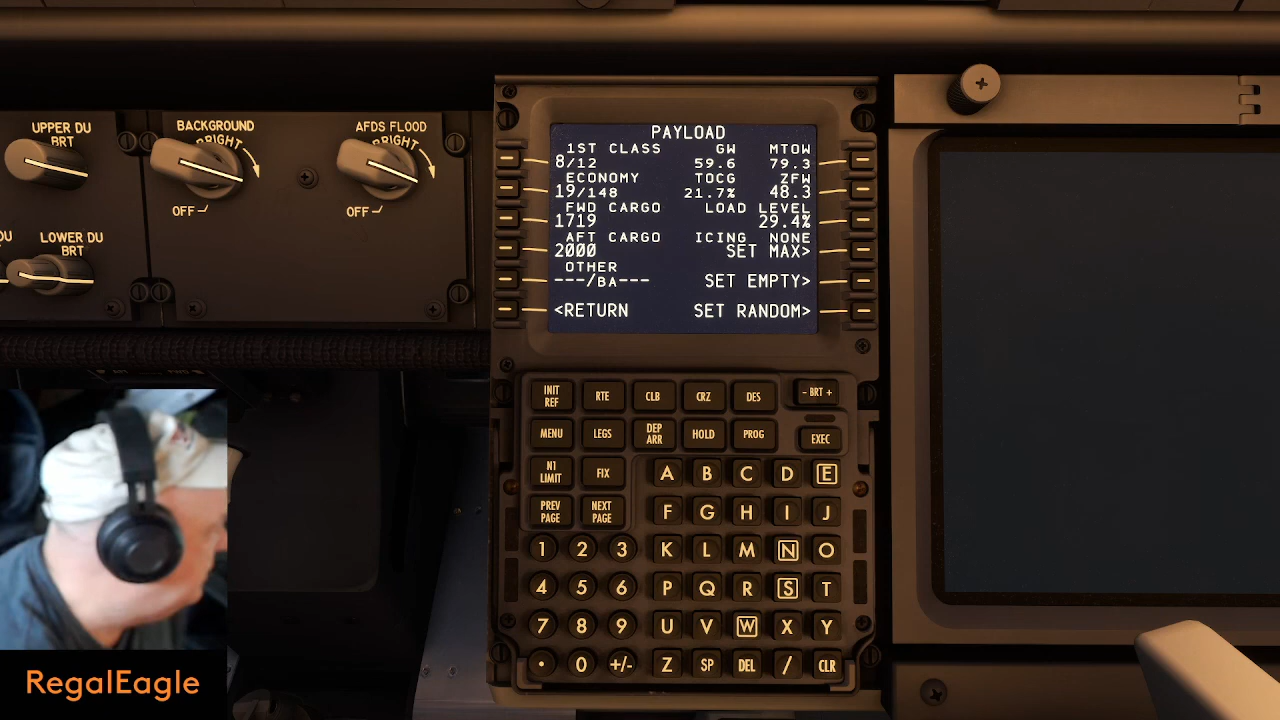 UPPER DU
BRT
BACKGROUND
BRIGHT
OFF
AFDS FLOOD
BRIGHT
OFF
LOWER DU
BRT
PAYLOAD
1ST CLASS GW MTOW
8/12 59.6 79.3
ECONOMY TOCG ZFW
19/148 21.7% 48.3
FWD CARGO LOAD LEVEL
1719 29.4%
AFT CARGO ICING NONE
2000 SET MAX>
OTHER
---/BA--- SET EMPTY>
<RETURN SET RANDOM>
INIT REF RTE CLB CRZ DES - BRT +
MENU LEGS DEP ARR HOLD PROG EXEC
N1 LIMIT FIX A B C D E
PREV PAGE NEXT PAGE F G H I J
1 2 3 K L M N O
4 5 6 P Q R S T
7 8 9 U V W X Y
. 0 +/- Z SP DEL / CLR
RegalEagle